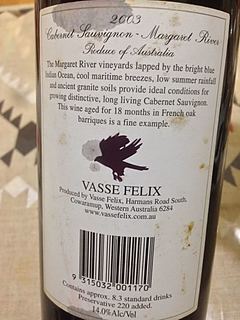 2003
Cabernet Sauvignon - Margaret River
Produce of Australia
The Margaret River vineyards lapped by the bright blue
Indian Ocean, cool maritime breezes, low summer rainfall
and ancient granite soils provide ideal conditions for
growing distinctive, long living Cabernet Sauvignon.
This wine aged for 18 months in French oak
barriques is a fine example.
VASSE FELIX
Produced by Vasse Felix, Harmans Road South,
Cowaramup, Western Australia 6284
www.vassefelix.com.au
9 315032 001170
Contains approx. 8.3 standard drinks
Preservative 220 added.
14.0% Alc/Vol